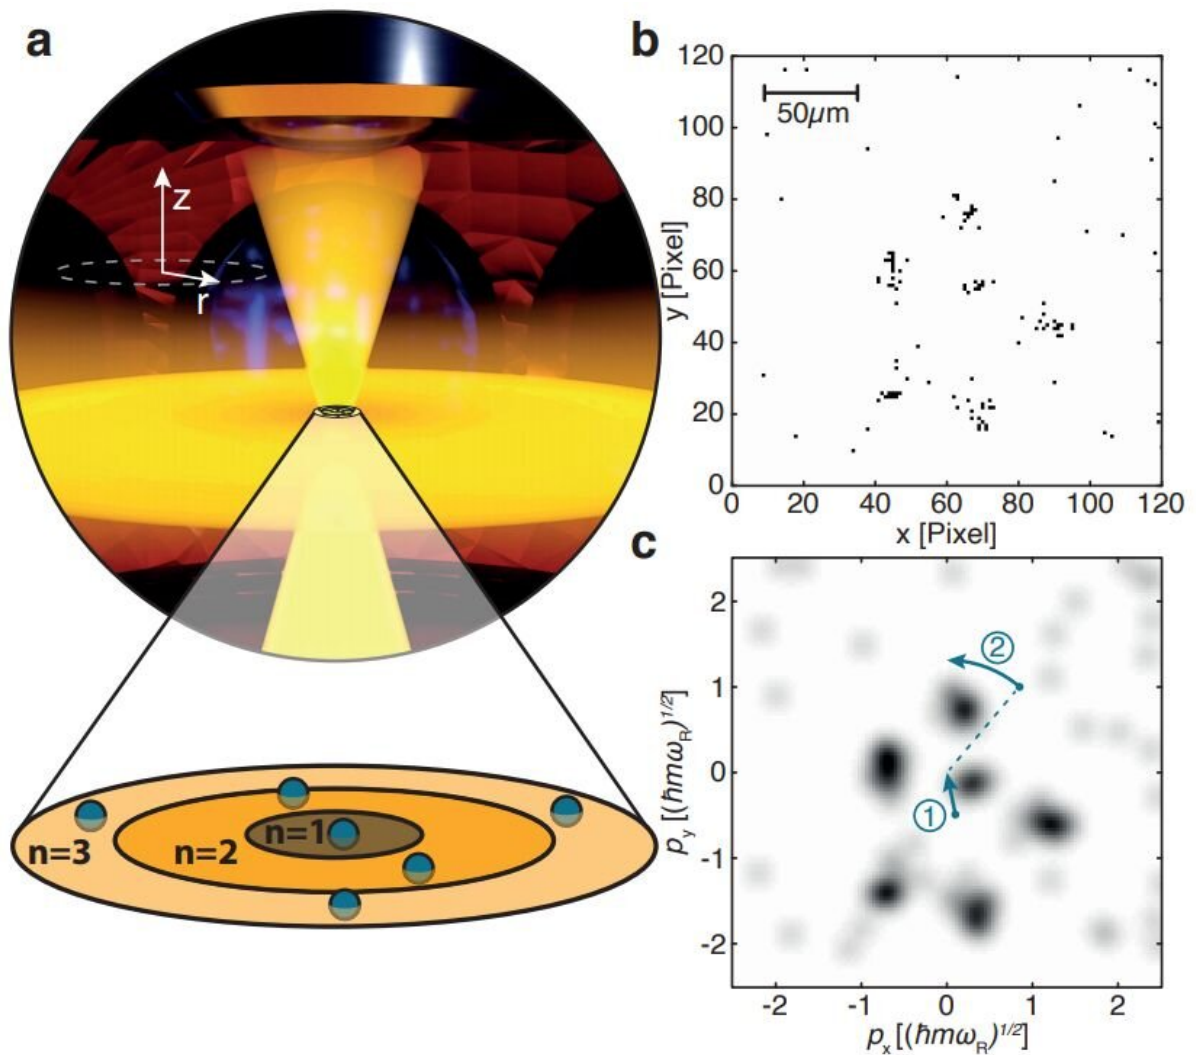 a
z
r
n=1
n=2
n=3
b
120
100
80
60
40
20
0
y [Pixel]
50μm
0 20 40 60 80 100 120
x [Pixel]
c
2
1
0
-1
-2
p_y [(ħmω_R)^1/2]
②
①
-2 -1 0 1 2
p_x [(ħmω_R)^1/2]